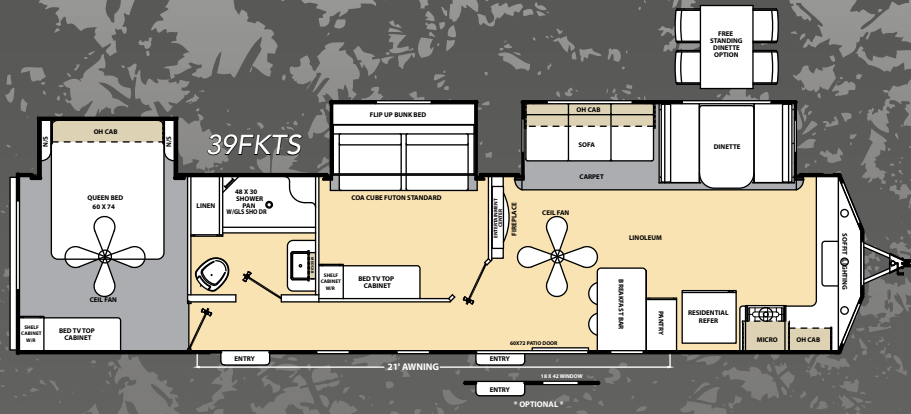 FREE
STANDING
DINETTE
OPTION
39FKTS
OH CAB
S/N
S/N
QUEEN BED
60 X 74
CEIL FAN
SHELF
CABINET
W/R
BED TV TOP
CABINET
LINEN
48 X 30
SHOWER
PAN
W/GLS SHO DR
FLIP UP BUNK BED
COA CUBE FUTON STANDARD
SHELF
CABINET
W/R
BED TV TOP
CABINET
ENTERTAINMENT
CENTER
FIREPLACE
OH CAB
SOFA
DINETTE
CARPET
CEIL FAN
LINOLEUM
BREAKFAST BAR
PANTRY
RESIDENTIAL
REFER
MICRO
OH CAB
SOFFIT LIGHTING
60X72 PATIO DOOR
ENTRY
ENTRY
21' AWNING
18 X 42 WINDOW
ENTRY
* OPTIONAL *